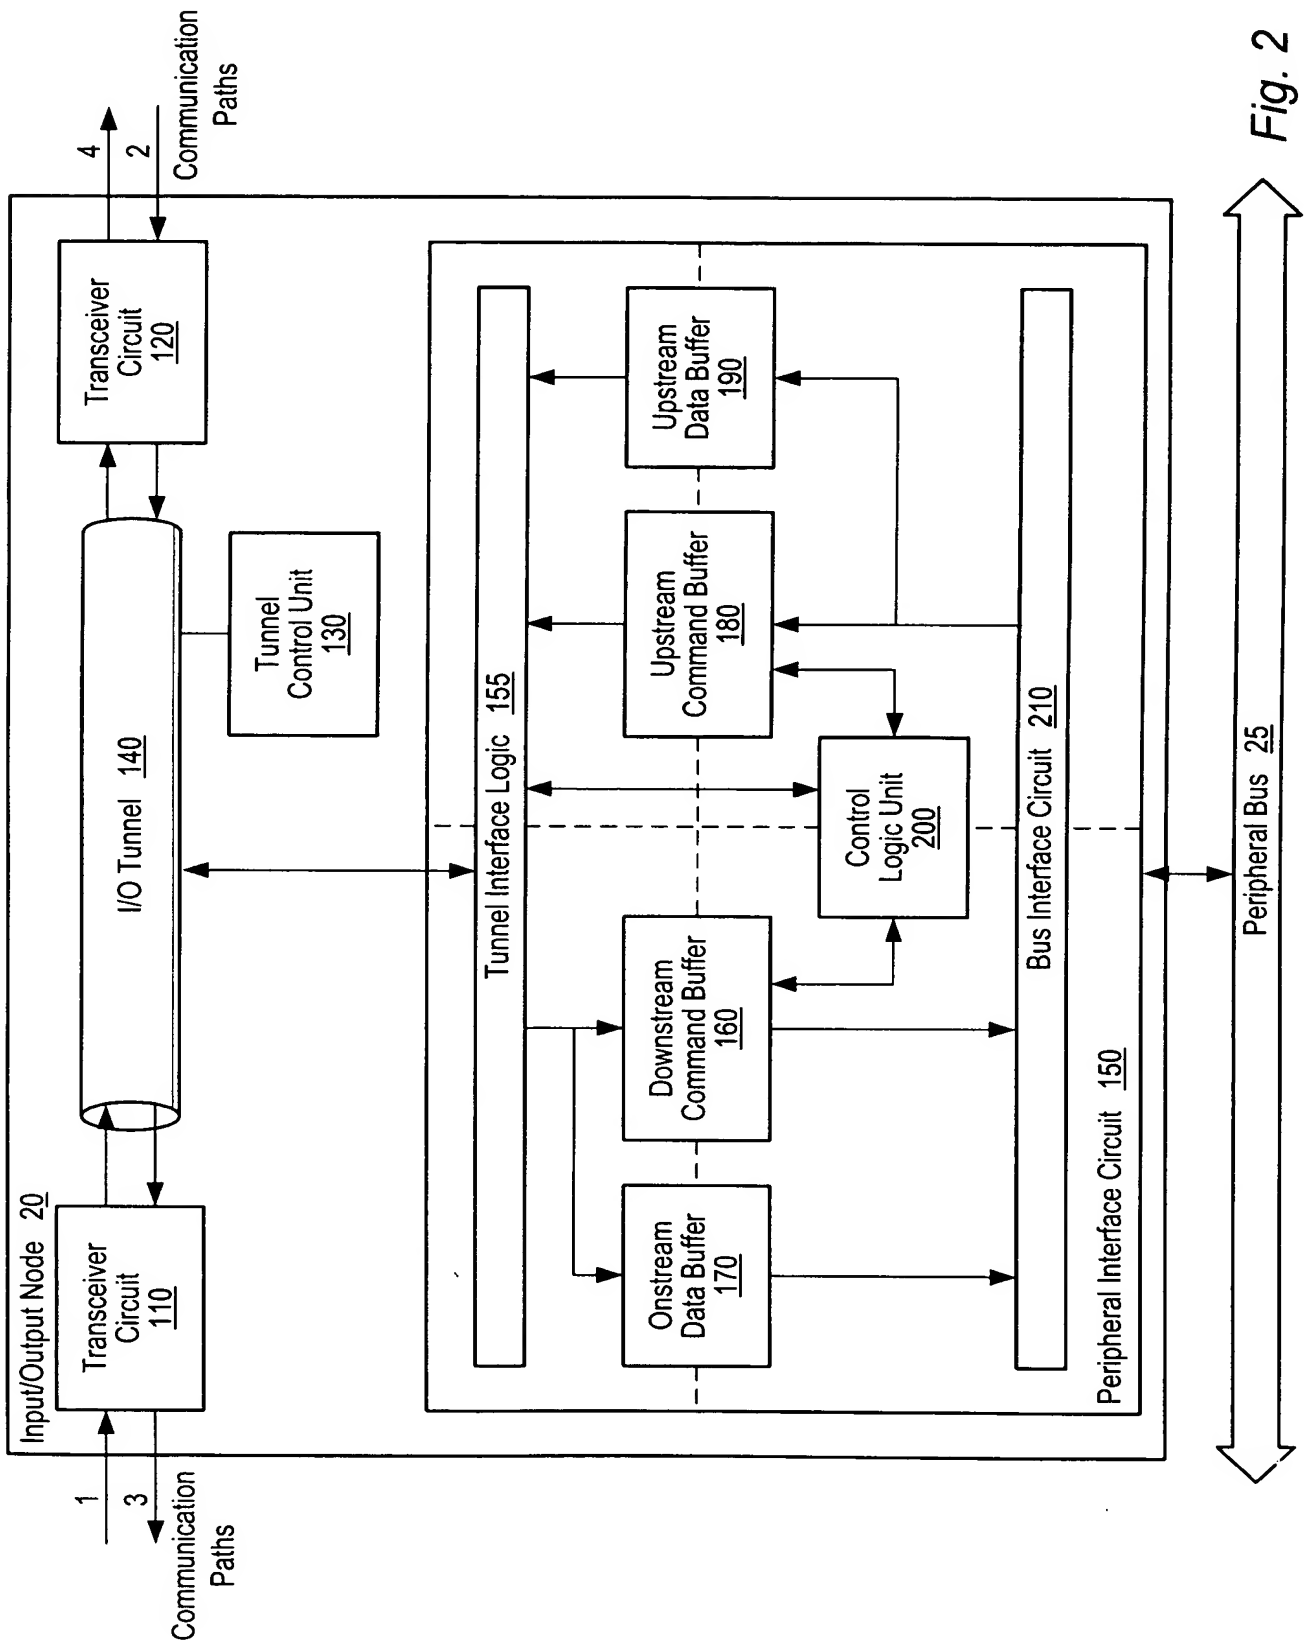 Input/Output Node 20
1
3
Communication
Paths
Transceiver
Circuit
110
I/O Tunnel 140
Transceiver
Circuit
120
4
2
Communication
Paths
Tunnel
Control Unit
130
Tunnel Interface Logic 155
Onstream
Data Buffer
170
Downstream
Command Buffer
160
Upstream
Command Buffer
180
Upstream
Data Buffer
190
Control
Logic Unit
200
Bus Interface Circuit 210
Peripheral Interface Circuit 150
Peripheral Bus 25
Fig. 2